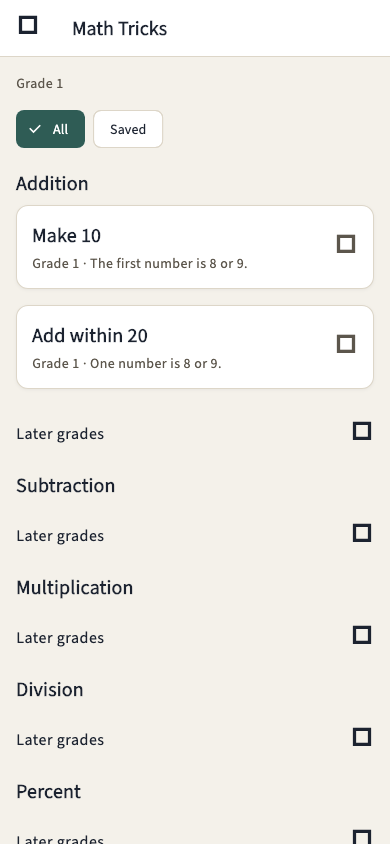 Math Tricks
Grade 1
All
Saved
Addition
Make 10
Grade 1 · The first number is 8 or 9.
Add within 20
Grade 1 · One number is 8 or 9.
Later grades
Subtraction
Later grades
Multiplication
Later grades
Division
Later grades
Percent
Later grades